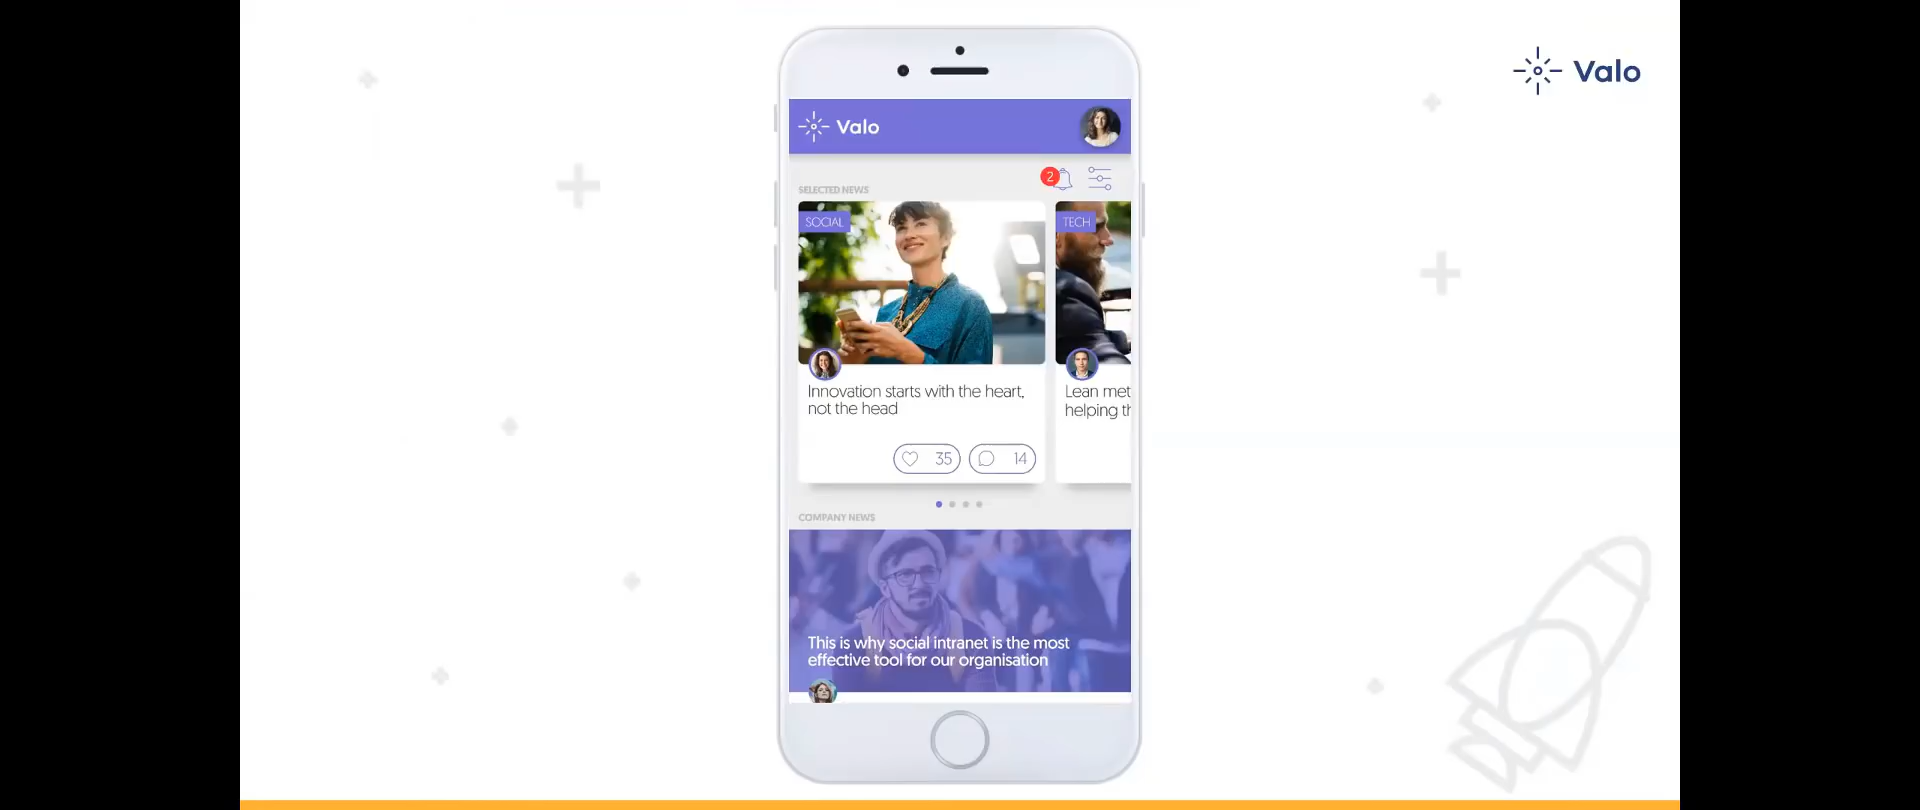 Valo
Valo
2
SELECTED NEWS
SOCIAL
TECH
Innovation starts with the heart,
not the head
Lean met
helping th
35
14
COMPANY NEWS
This is why social intranet is the most
effective tool for our organisation